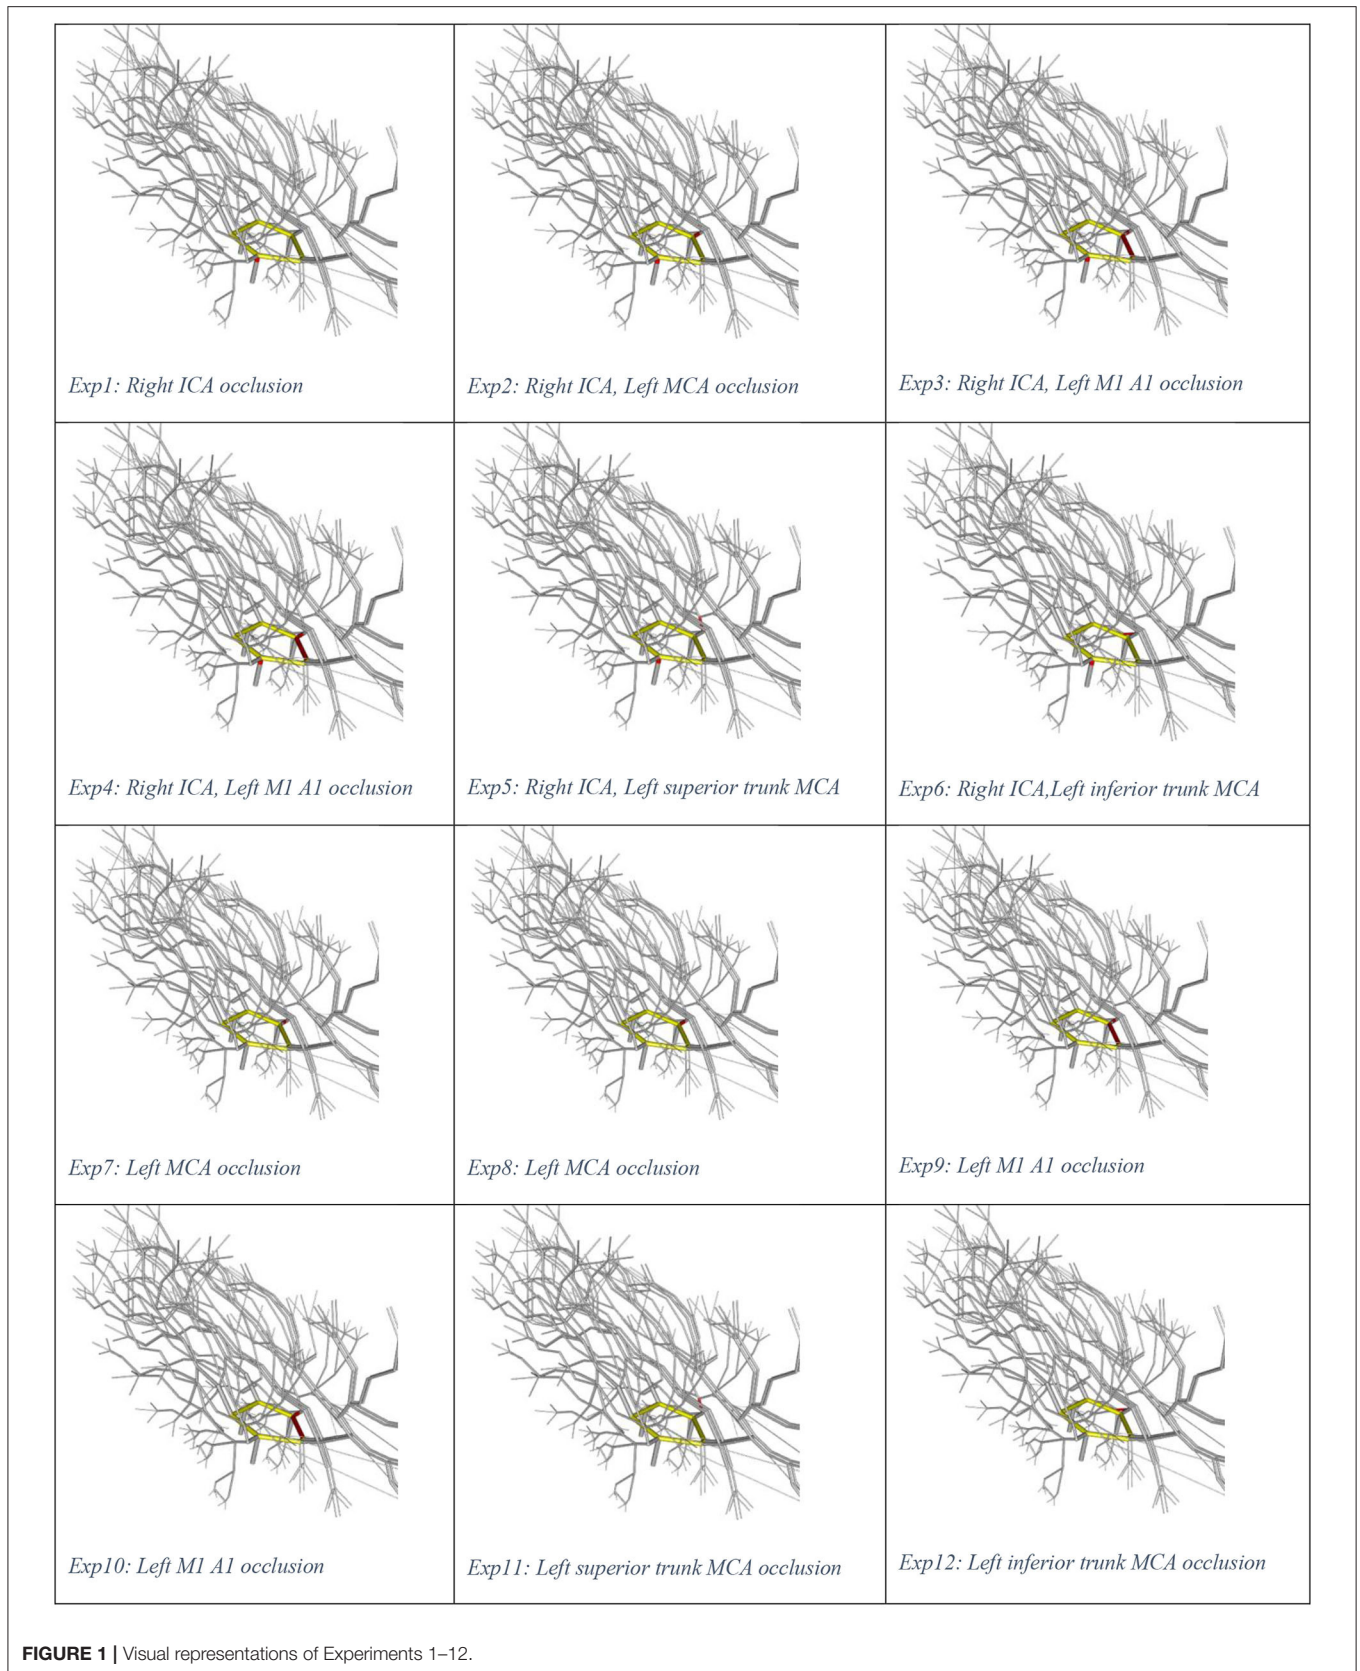 Exp1: Right ICA occlusion
Exp2: Right ICA, Left MCA occlusion
Exp3: Right ICA, Left M1 A1 occlusion
Exp4: Right ICA, Left M1 A1 occlusion
Exp5: Right ICA, Left superior trunk MCA
Exp6: Right ICA,Left inferior trunk MCA
Exp7: Left MCA occlusion
Exp8: Left MCA occlusion
Exp9: Left M1 A1 occlusion
Exp10: Left M1 A1 occlusion
Exp11: Left superior trunk MCA occlusion
Exp12: Left inferior trunk MCA occlusion
FIGURE 1 | Visual representations of Experiments 1–12.